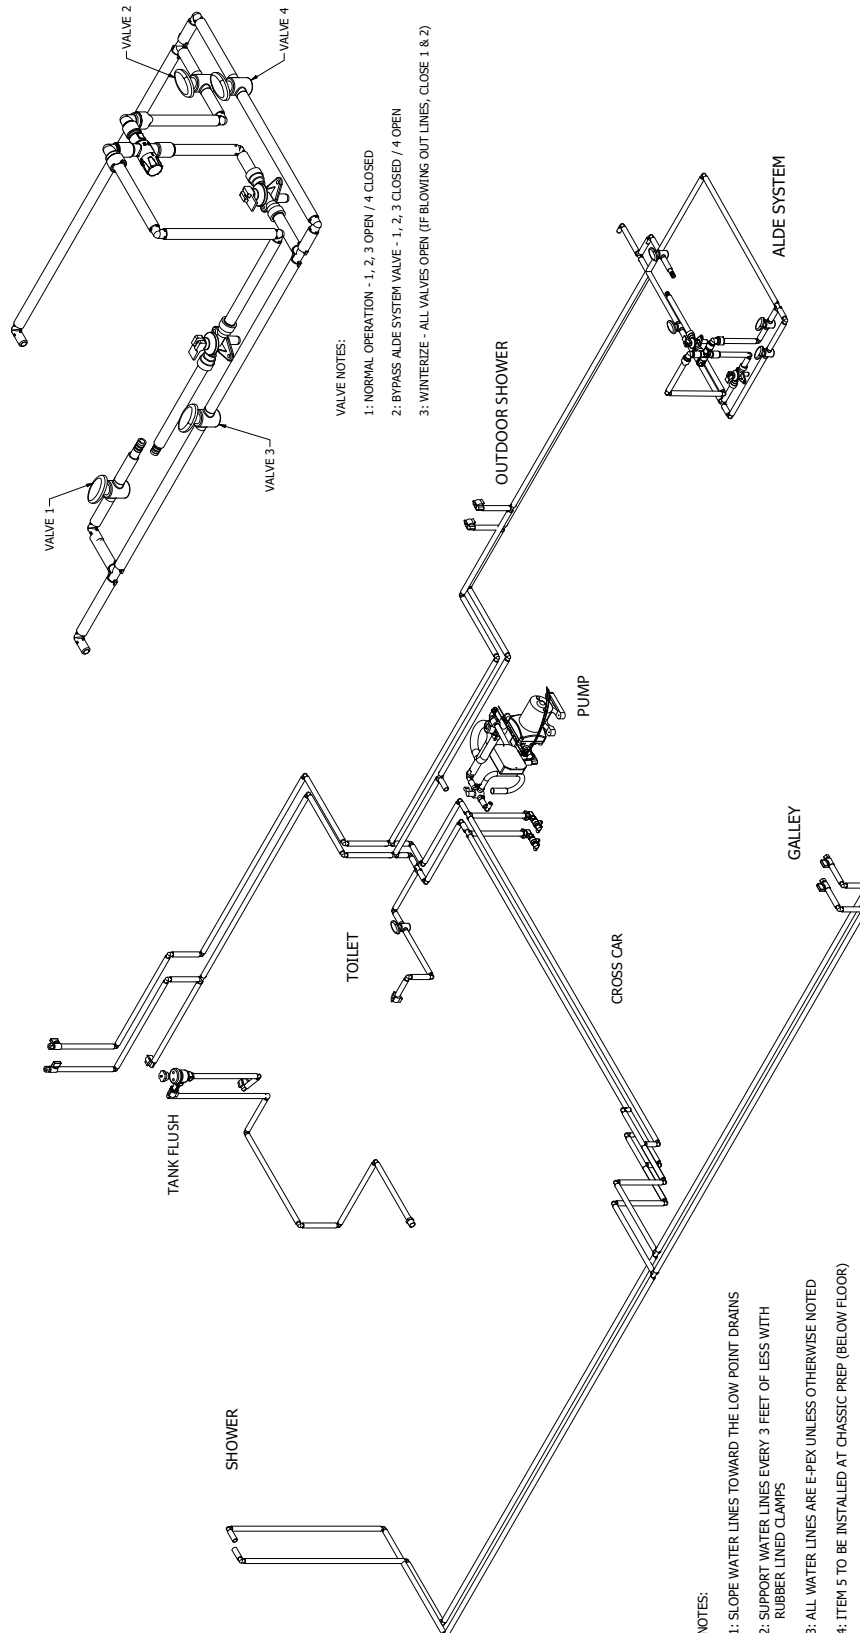 VALVE 1
VALVE 2
VALVE 3
VALVE 4
VALVE NOTES:
1: NORMAL OPERATION - 1, 2, 3 OPEN / 4 CLOSED
2: BYPASS ALDE SYSTEM VALVE - 1, 2, 3 CLOSED / 4 OPEN
3: WINTERIZE - ALL VALVES OPEN (IF BLOWING OUT LINES, CLOSE 1 & 2)
SHOWER
TANK FLUSH
TOILET
OUTDOOR SHOWER
ALDE SYSTEM
PUMP
CROSS CAR
GALLEY
NOTES:
1: SLOPE WATER LINES TOWARD THE LOW POINT DRAINS
2: SUPPORT WATER LINES EVERY 3 FEET OF LESS WITH
RUBBER LINED CLAMPS
3: ALL WATER LINES ARE E-PEX UNLESS OTHERWISE NOTED
4: ITEM 5 TO BE INSTALLED AT CHASSIC PREP (BELOW FLOOR)